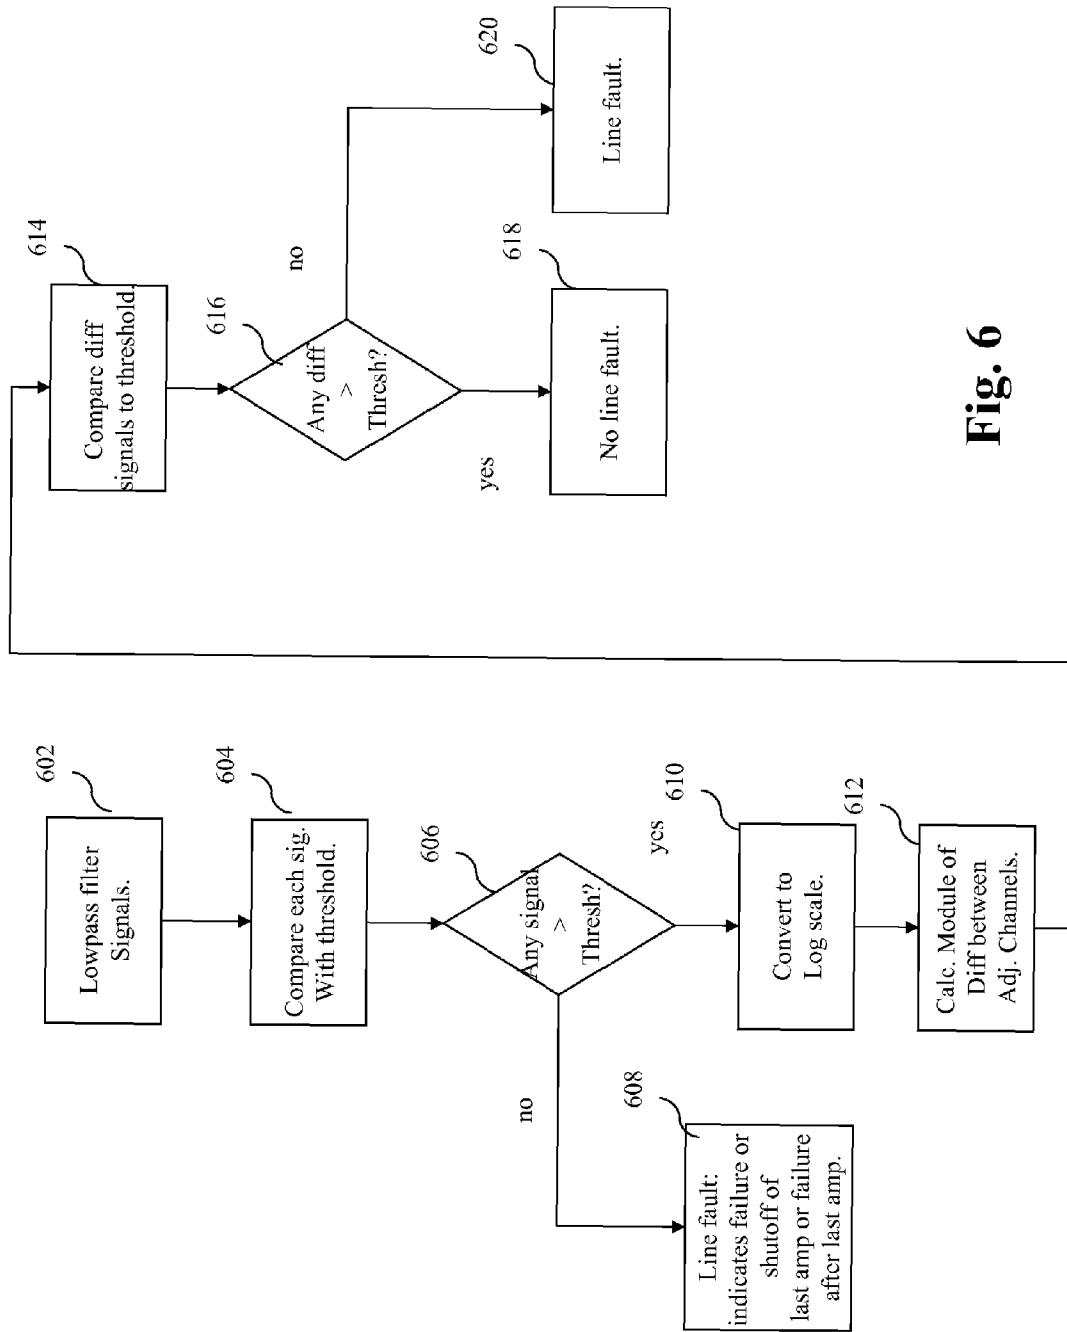 602
Lowpass filter
Signals.
604
Compare each sig.
With threshold.
606
Any signal
>
Thresh?
no
yes
608
Line fault:
indicates failure or
shutoff of
last amp or failure
after last amp.
610
Convert to
Log scale.
612
Calc. Module of
Diff between
Adj. Channels.
614
Compare diff
signals to threshold.
616
Any diff
>
Thresh?
no
yes
618
No line fault.
620
Line fault.
Fig. 6